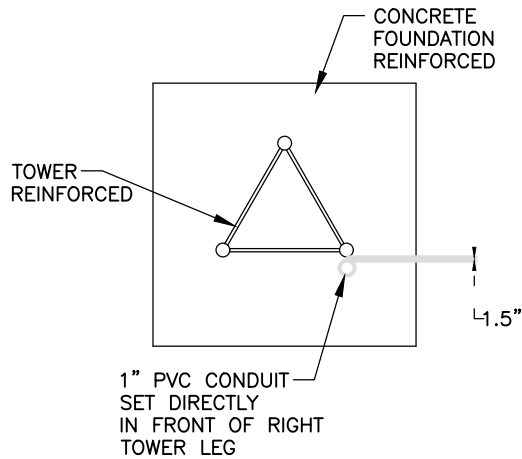 CONCRETE
FOUNDATION
REINFORCED
TOWER
REINFORCED
1.5”
1” PVC CONDUIT
SET DIRECTLY
IN FRONT OF RIGHT
TOWER LEG